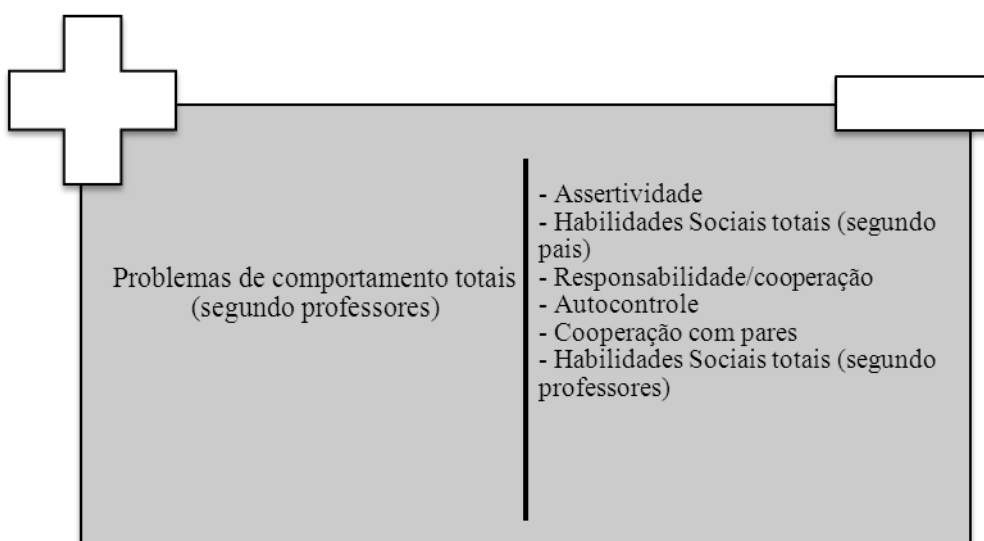 Problemas de comportamento totais
(segundo professores)
- Assertividade
- Habilidades Sociais totais (segundo
pais)
- Responsabilidade/cooperação
- Autocontrole
- Cooperação com pares
- Habilidades Sociais totais (segundo
professores)